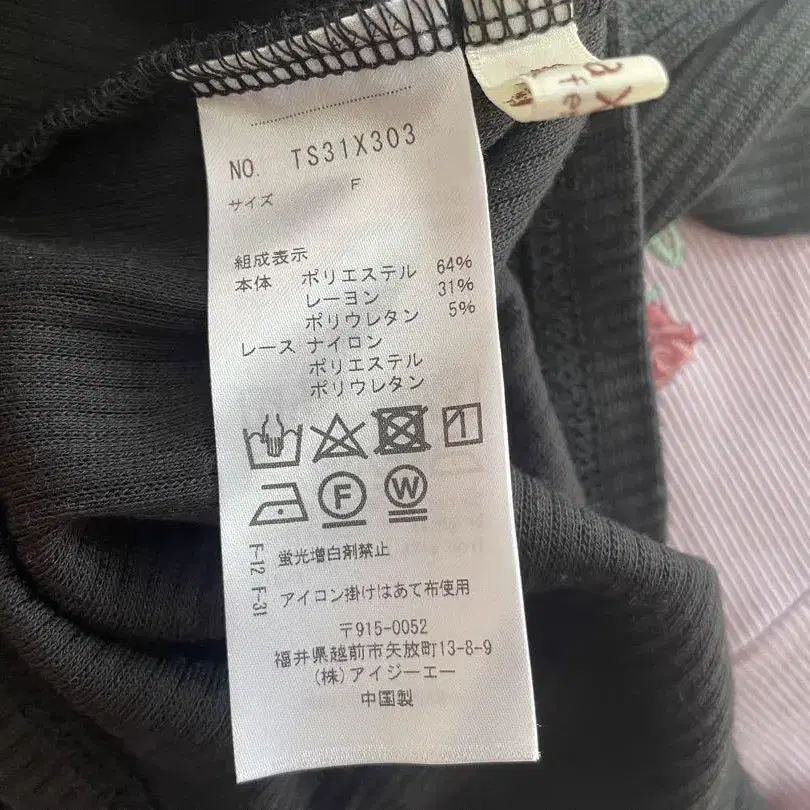 NO. TS31X303
サイズ F
組成表示
本体 ポリエステル 64%
レーヨン 31%
ポリウレタン 5%
レース ナイロン
ポリエステル
ポリウレタン
F
W
F-12 F-31
蛍光増白剤禁止
アイコン掛けはあて布使用
〒915-0052
福井県越前市矢放町13-8-9
(株)アイジーエー
中国製